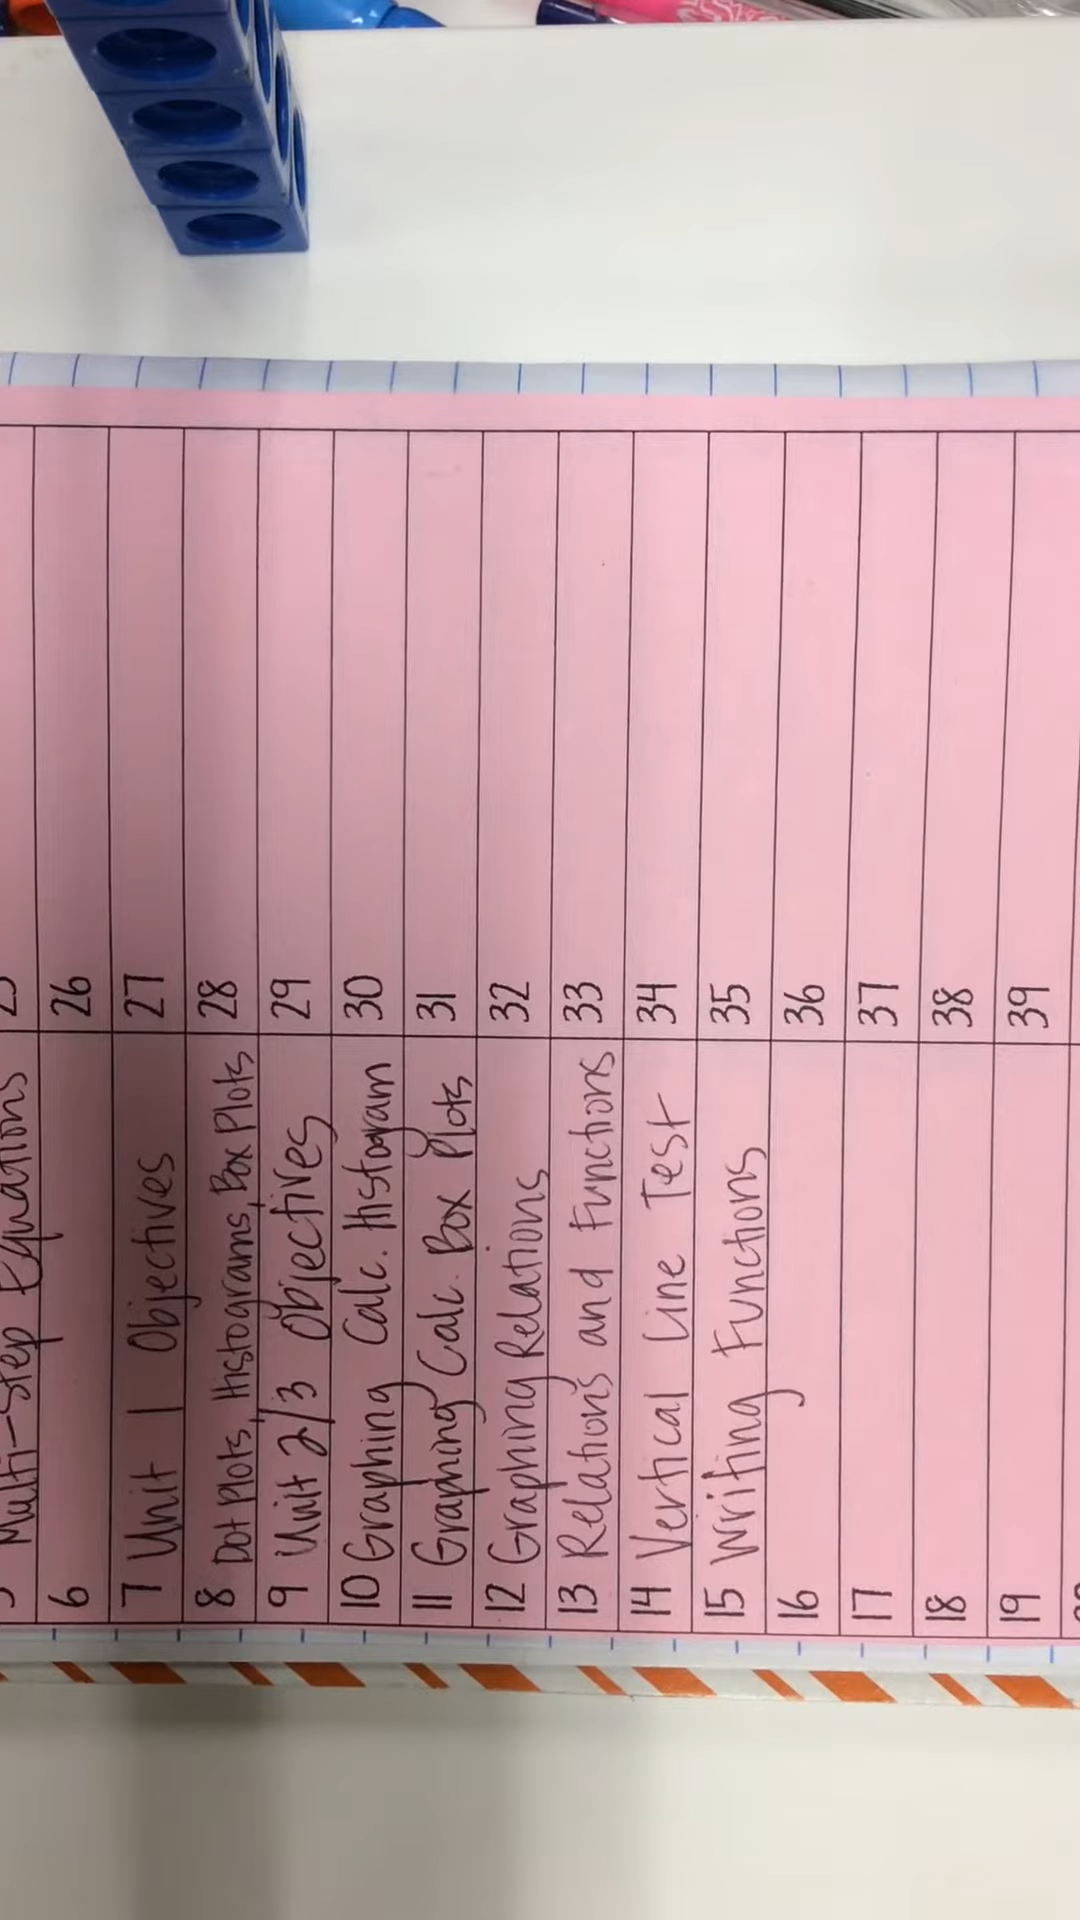 Multi-Step Equations
6
7 Unit 1 Objectives
8 Dot Plots, Histograms, Box Plots
9 Unit 2/3 Objectives
10 Graphing Calc. Histogram
11 Graphing Calc. Box Plots
12 Graphing Relations
13 Relations and Functions
14 Vertical Line Test
15 Writing Functions
16
17
18
19
26
27
28
29
30
31
32
33
34
35
36
37
38
39